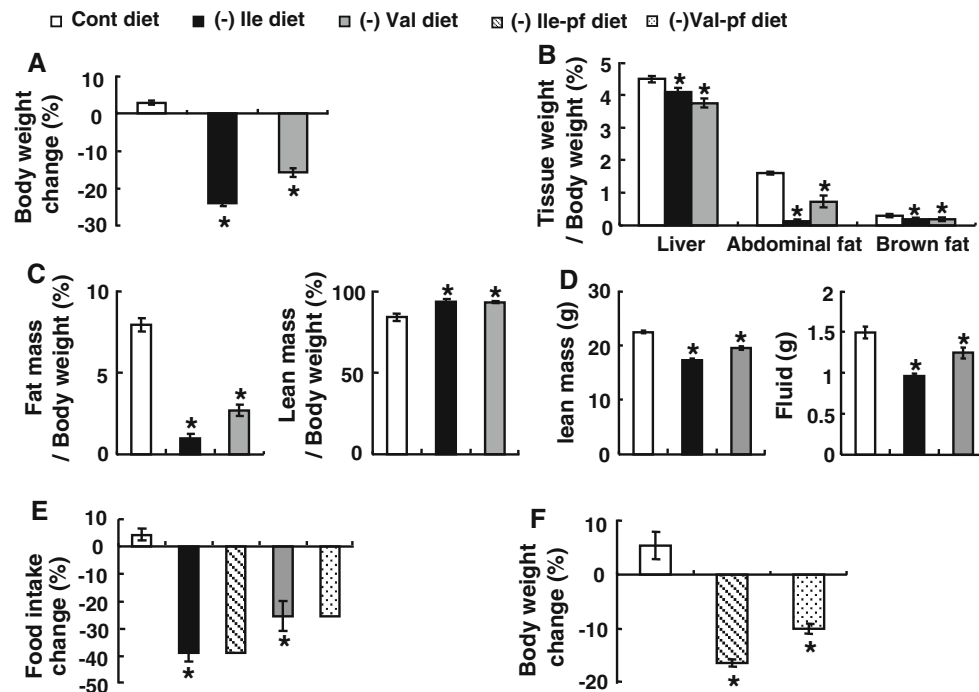 Cont diet (-) Ile diet (-) Val diet (-) Ile-pf diet (-)Val-pf diet
A
Body weight
change (%)
10
0
-10
-20
-30
*
*
B
Tissue weight
/ Body weight (%)
5
4
3
2
1
0
* *
* *
* *
Liver Abdominal fat Brown fat
C
Fat mass
/ Body weight (%)
10
5
0
*
*
Lean mass
/ Body weight (%)
100
50
0
* *
D
lean mass (g)
30
20
10
0
*
*
Fluid (g)
2
1.5
1
0.5
0
*
*
E
Food intake
change (%)
10
0
-10
-20
-30
-40
-50
*
*
F
Body weight
change (%)
10
0
-10
-20
*
*